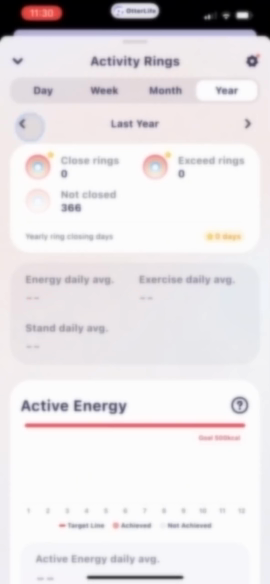 11:30
OtterLife
Activity Rings
Day Week Month Year
Last Year
Close rings
0
Exceed rings
0
Not closed
366
Yearly ring closing days
0 days
Energy daily avg.
--
Exercise daily avg.
--
Stand daily avg.
--
Active Energy
?
Goal 500kcal
1 2 3 4 5 6 7 8 9 10 11 12
Target Line Achieved Not Achieved
Active Energy daily avg.
--